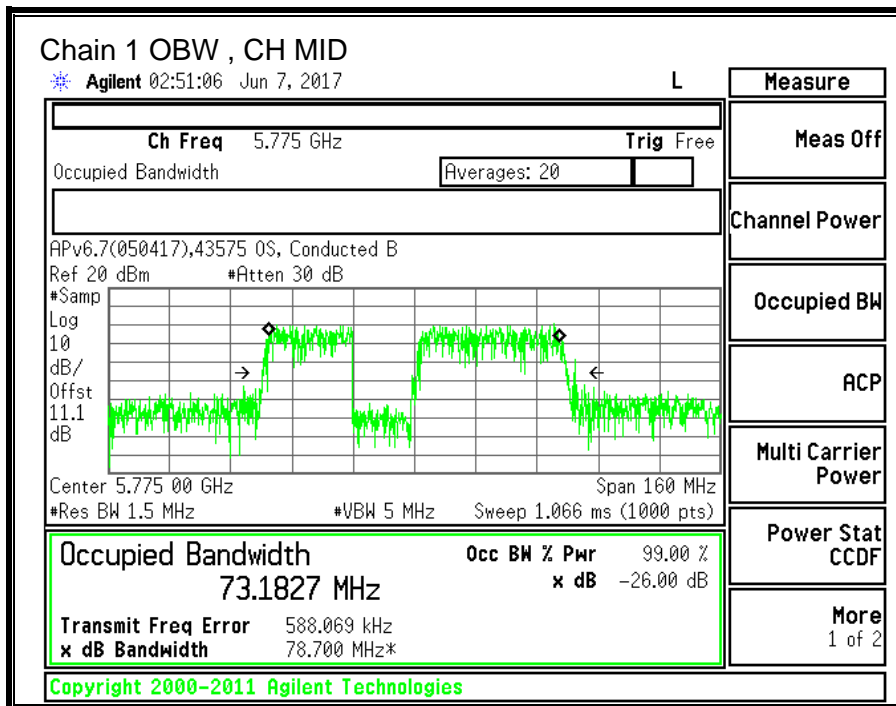 Chain 1 OBW , CH MID
Agilent 02:51:06 Jun 7, 2017 L
Measure
Ch Freq 5.775 GHz Trig Free
Meas Off
Occupied Bandwidth Averages: 20
Channel Power
APv6.7(050417),43575 OS, Conducted B
Ref 20 dBm #Atten 30 dB
#Samp
Log
10
dB/
Offst
11.1
dB
Occupied BW
ACP
Multi Carrier
Power
Center 5.775 00 GHz Span 160 MHz
#Res BW 1.5 MHz #VBW 5 MHz Sweep 1.066 ms (1000 pts)
Power Stat
CCDF
Occupied Bandwidth Occ BW % Pwr 99.00 %
73.1827 MHz x dB -26.00 dB
Transmit Freq Error 588.069 kHz
x dB Bandwidth 78.700 MHz*
More
1 of 2
Copyright 2000-2011 Agilent Technologies